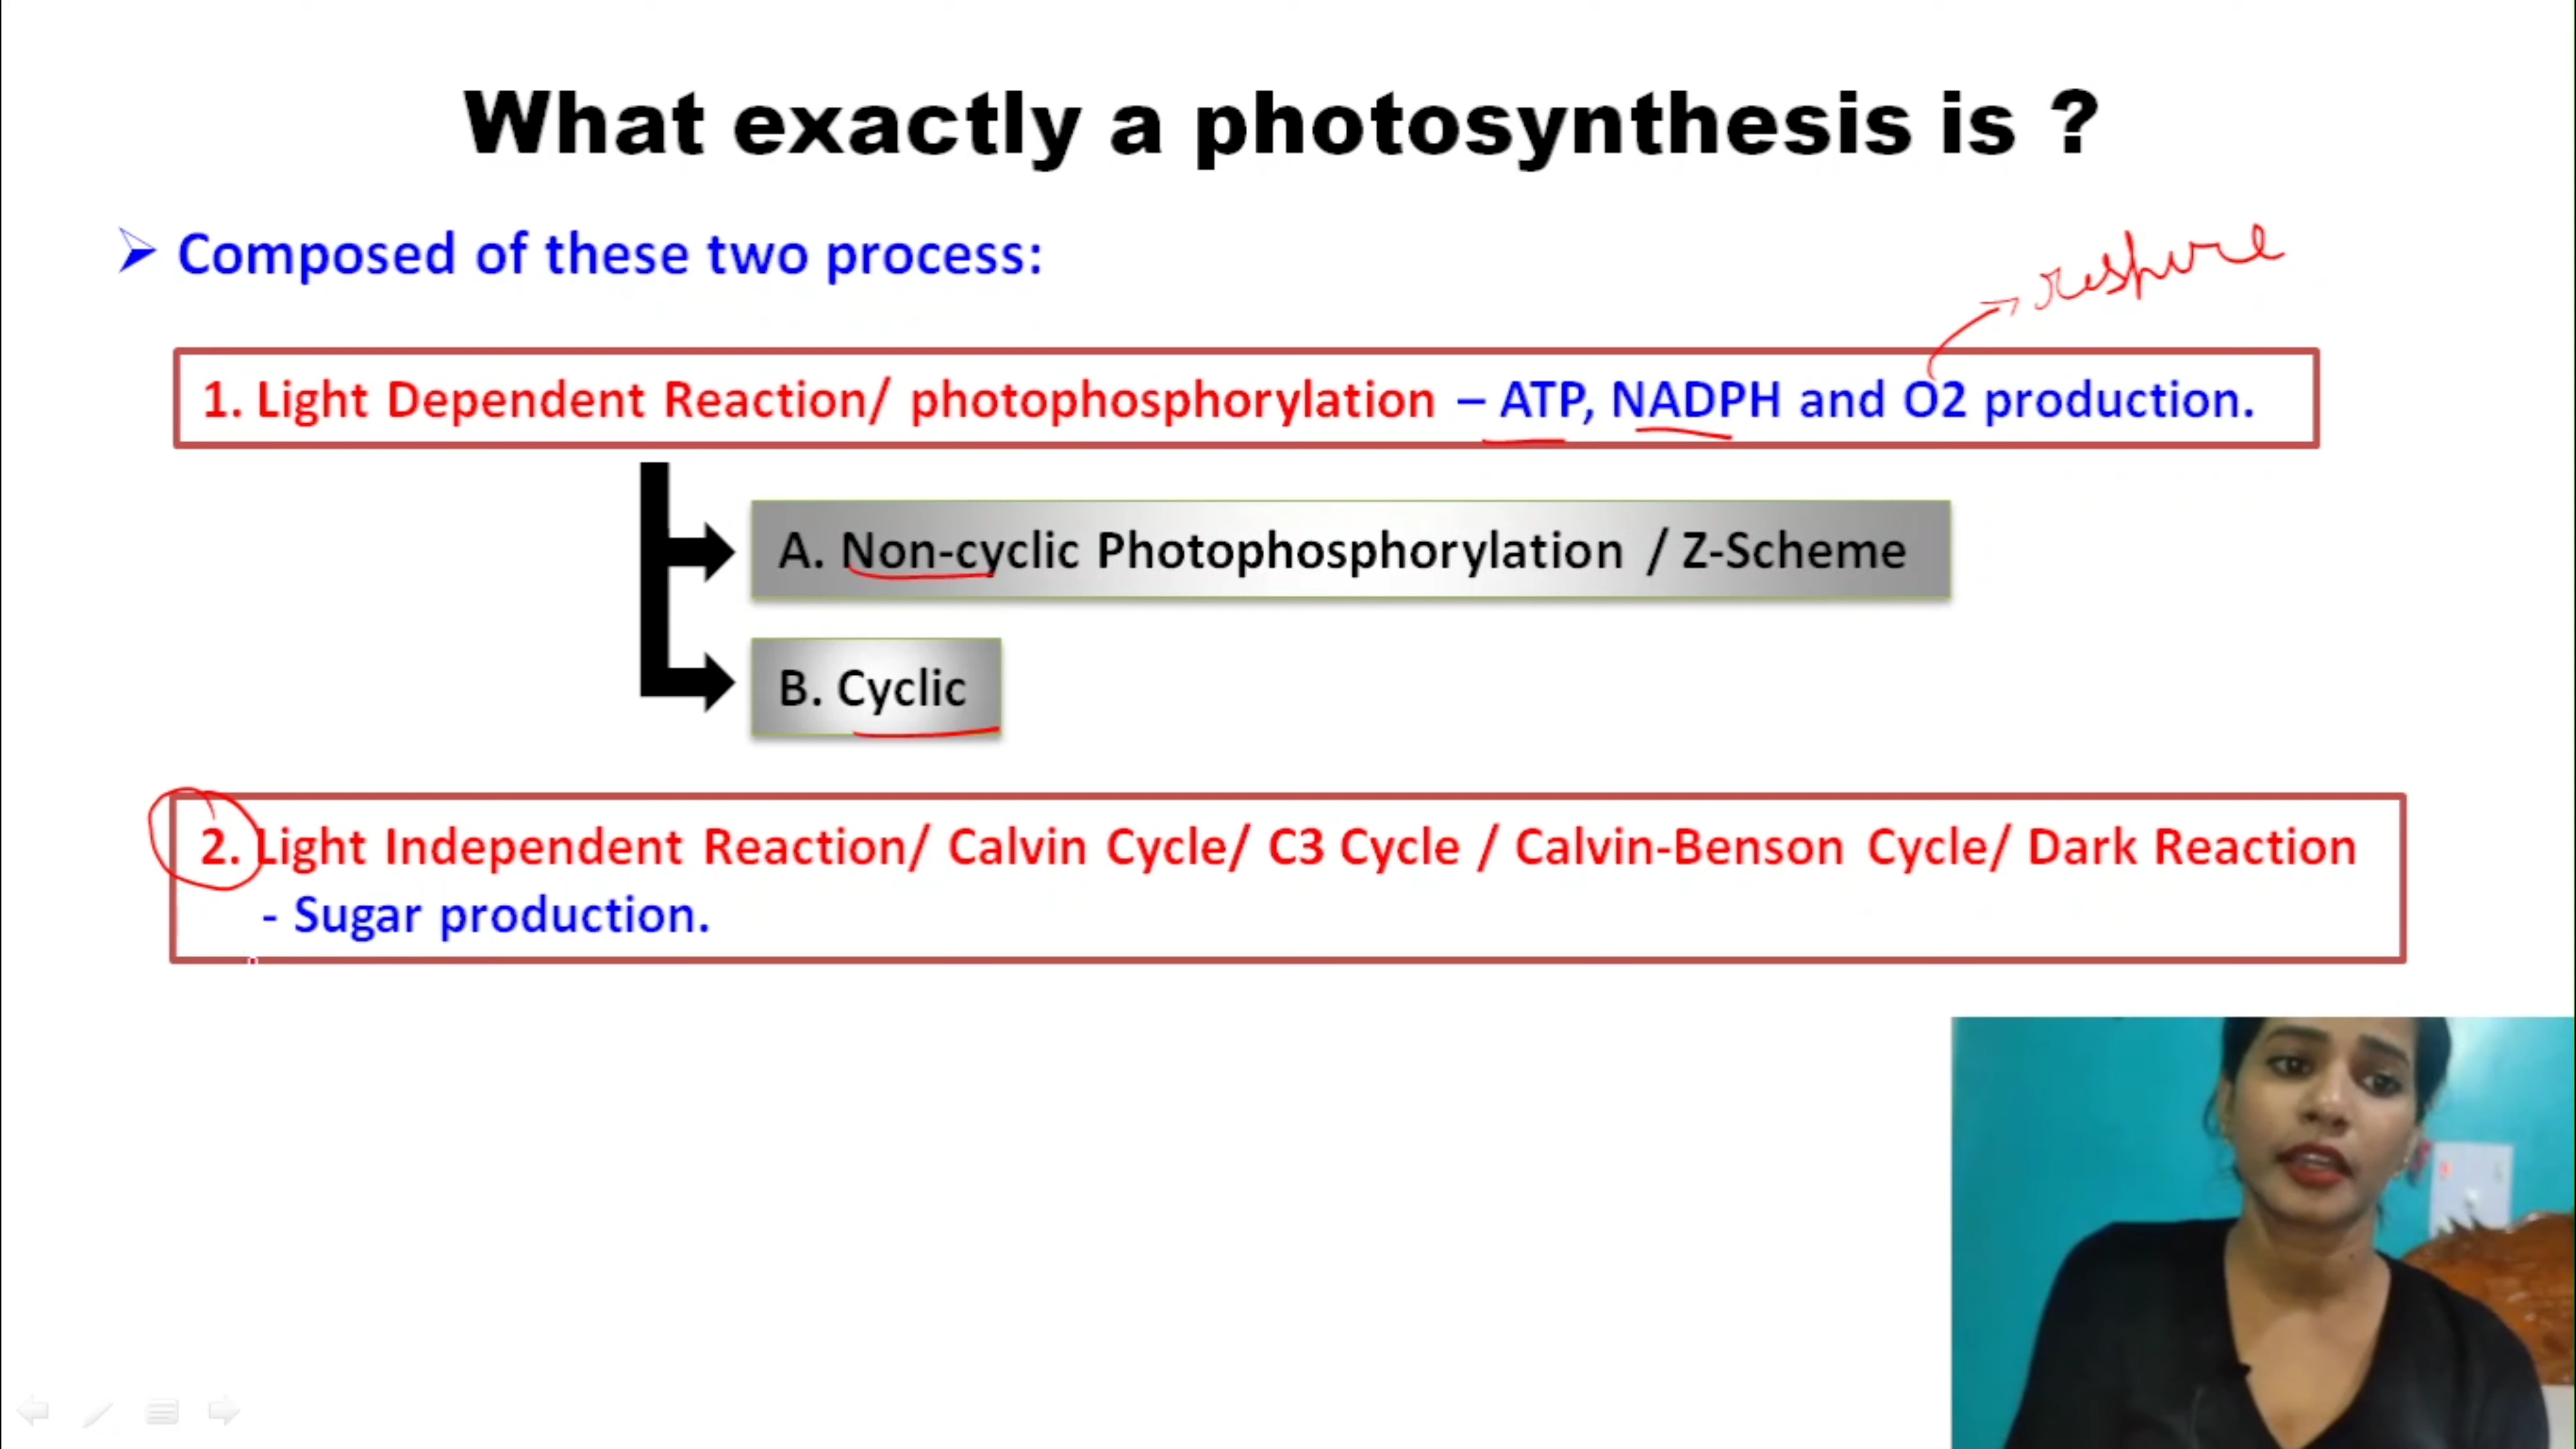 What exactly a photosynthesis is ?
➢ Composed of these two process:
respire
1. Light Dependent Reaction/ photophosphorylation – ATP, NADPH and O2 production.
A. Non-cyclic Photophosphorylation / Z-Scheme
B. Cyclic
2. Light Independent Reaction/ Calvin Cycle/ C3 Cycle / Calvin-Benson Cycle/ Dark Reaction
- Sugar production.